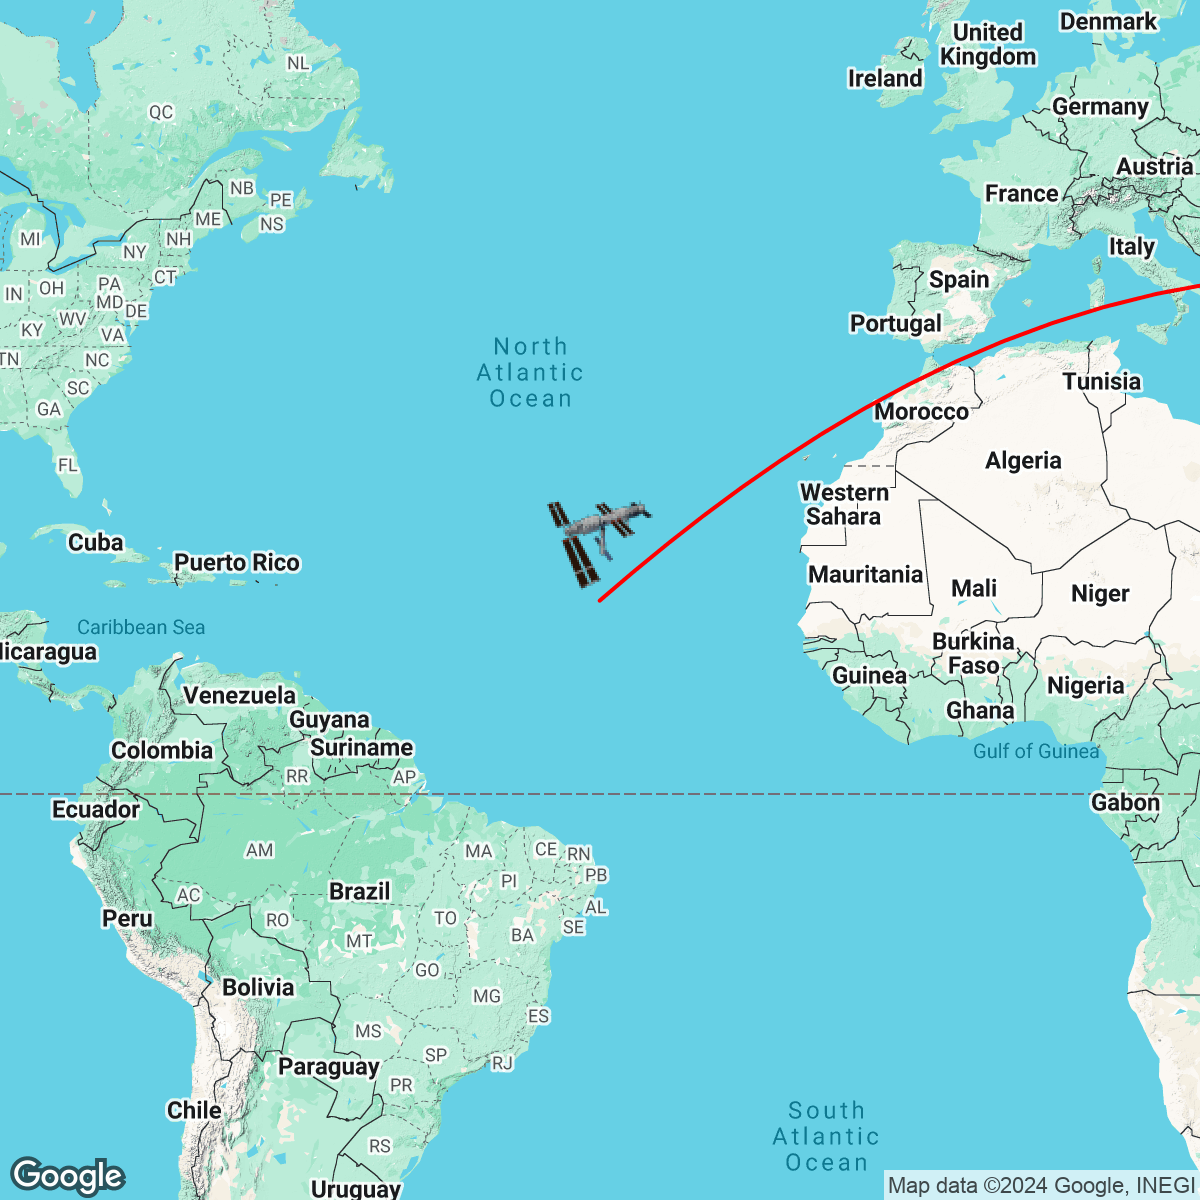 Denmark
United
Kingdom
Ireland
NL
Germany
QC
Austria
NB
France
PE
ME
NS
MI
NH
Italy
NY
CT
Spain
PA
OH
IN
MD
DE
WV
Portugal
KY
VA
North
Atlantic
Ocean
TN
NC
Tunisia
SC
GA
Morocco
FL
Algeria
Western
Sahara
Cuba
Puerto Rico
Mauritania
Mali
Niger
Caribbean Sea
Burkina
Faso
Nicaragua
Guinea
Nigeria
Venezuela
Ghana
Guyana
Suriname
Colombia
Gulf of Guinea
RR
AP
Gabon
Ecuador
AM
MA
CE
RN
PB
PI
Brazil
AC
AL
Peru
RO
TO
SE
BA
MT
GO
Bolivia
MG
ES
MS
SP
RJ
Paraguay
PR
Chile
South
Atlantic
Ocean
RS
Google
Uruguay
Map data ©2024 Google, INEGI